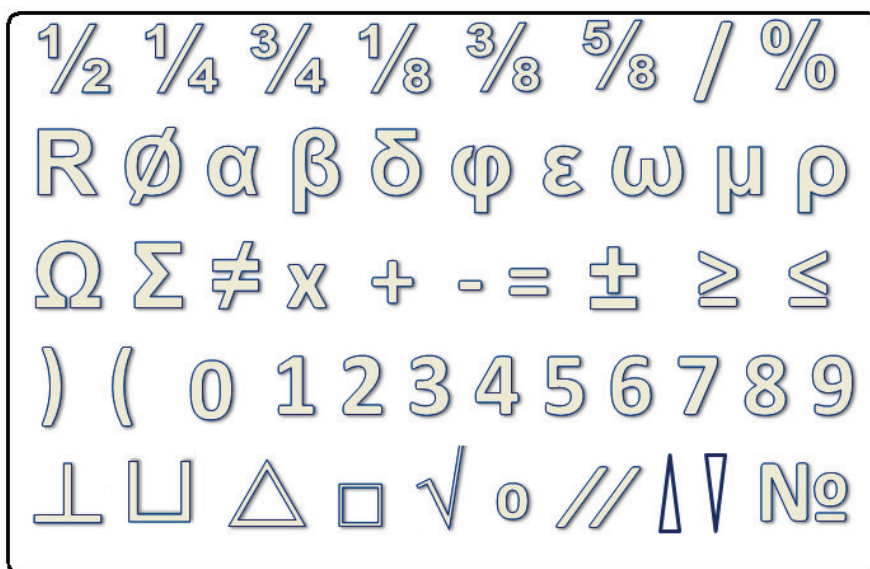 ½ ¼ ¾ ⅛ ⅜ ⅝ / %
R Ø α β δ φ ε ω μ ρ
Ω Σ ≠ x + - = ± ≥ ≤
) ( 0 1 2 3 4 5 6 7 8 9
⊥ ⊔ △ □ √ o // △ ▽ №